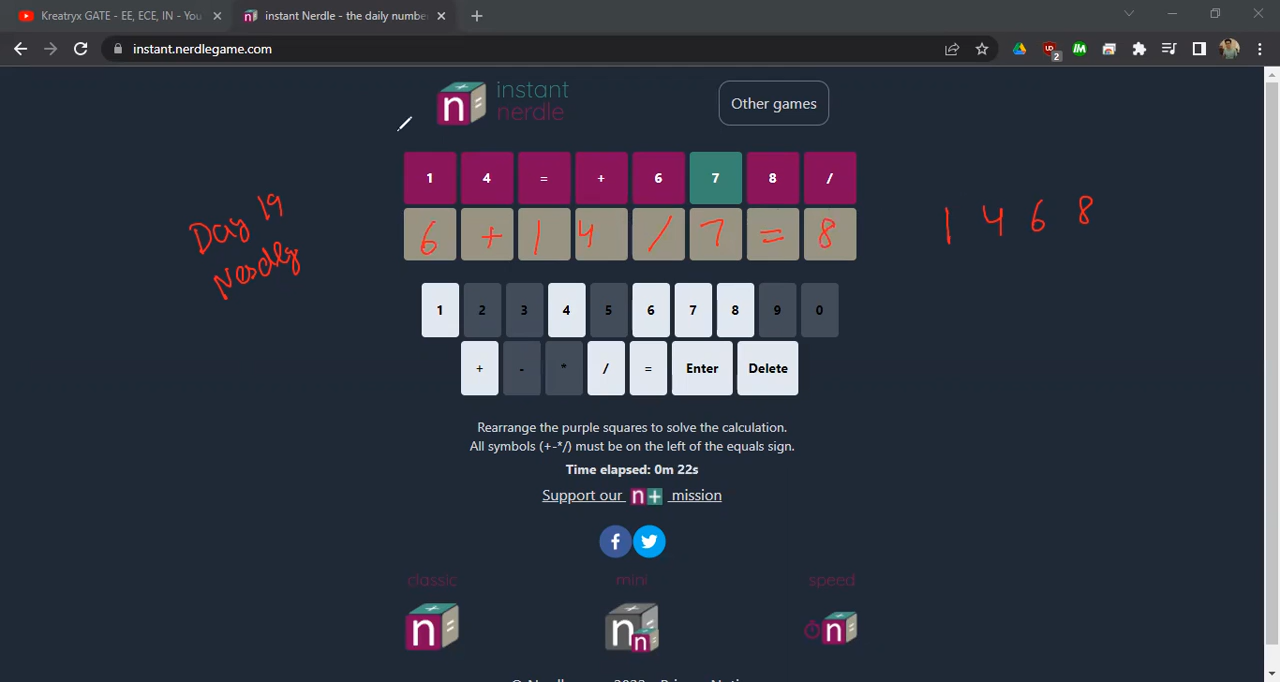 Kreatryx GATE - EE, ECE, IN - You
instant Nerdle - the daily numbe
instant.nerdlegame.com
2
n instant nerdle
Other games
1 4 = + 6 7 8 /
6 + 1 4 / 7 = 8
Day 19
Nerdly
1 4 6 8
1 2 3 4 5 6 7 8 9 0
+ - * / = Enter Delete
Rearrange the purple squares to solve the calculation.
All symbols (+-*/) must be on the left of the equals sign.
Time elapsed: 0m 22s
Support our n+ mission
classic mini speed
n n n n